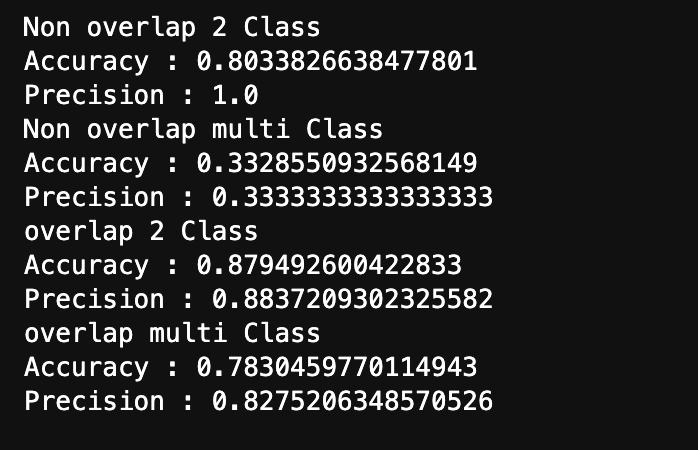 Non overlap 2 Class
Accuracy : 0.8033826638477801
Precision : 1.0
Non overlap multi Class
Accuracy : 0.3328550932568149
Precision : 0.3333333333333333
overlap 2 Class
Accuracy : 0.879492600422833
Precision : 0.8837209302325582
overlap multi Class
Accuracy : 0.7830459770114943
Precision : 0.8275206348570526